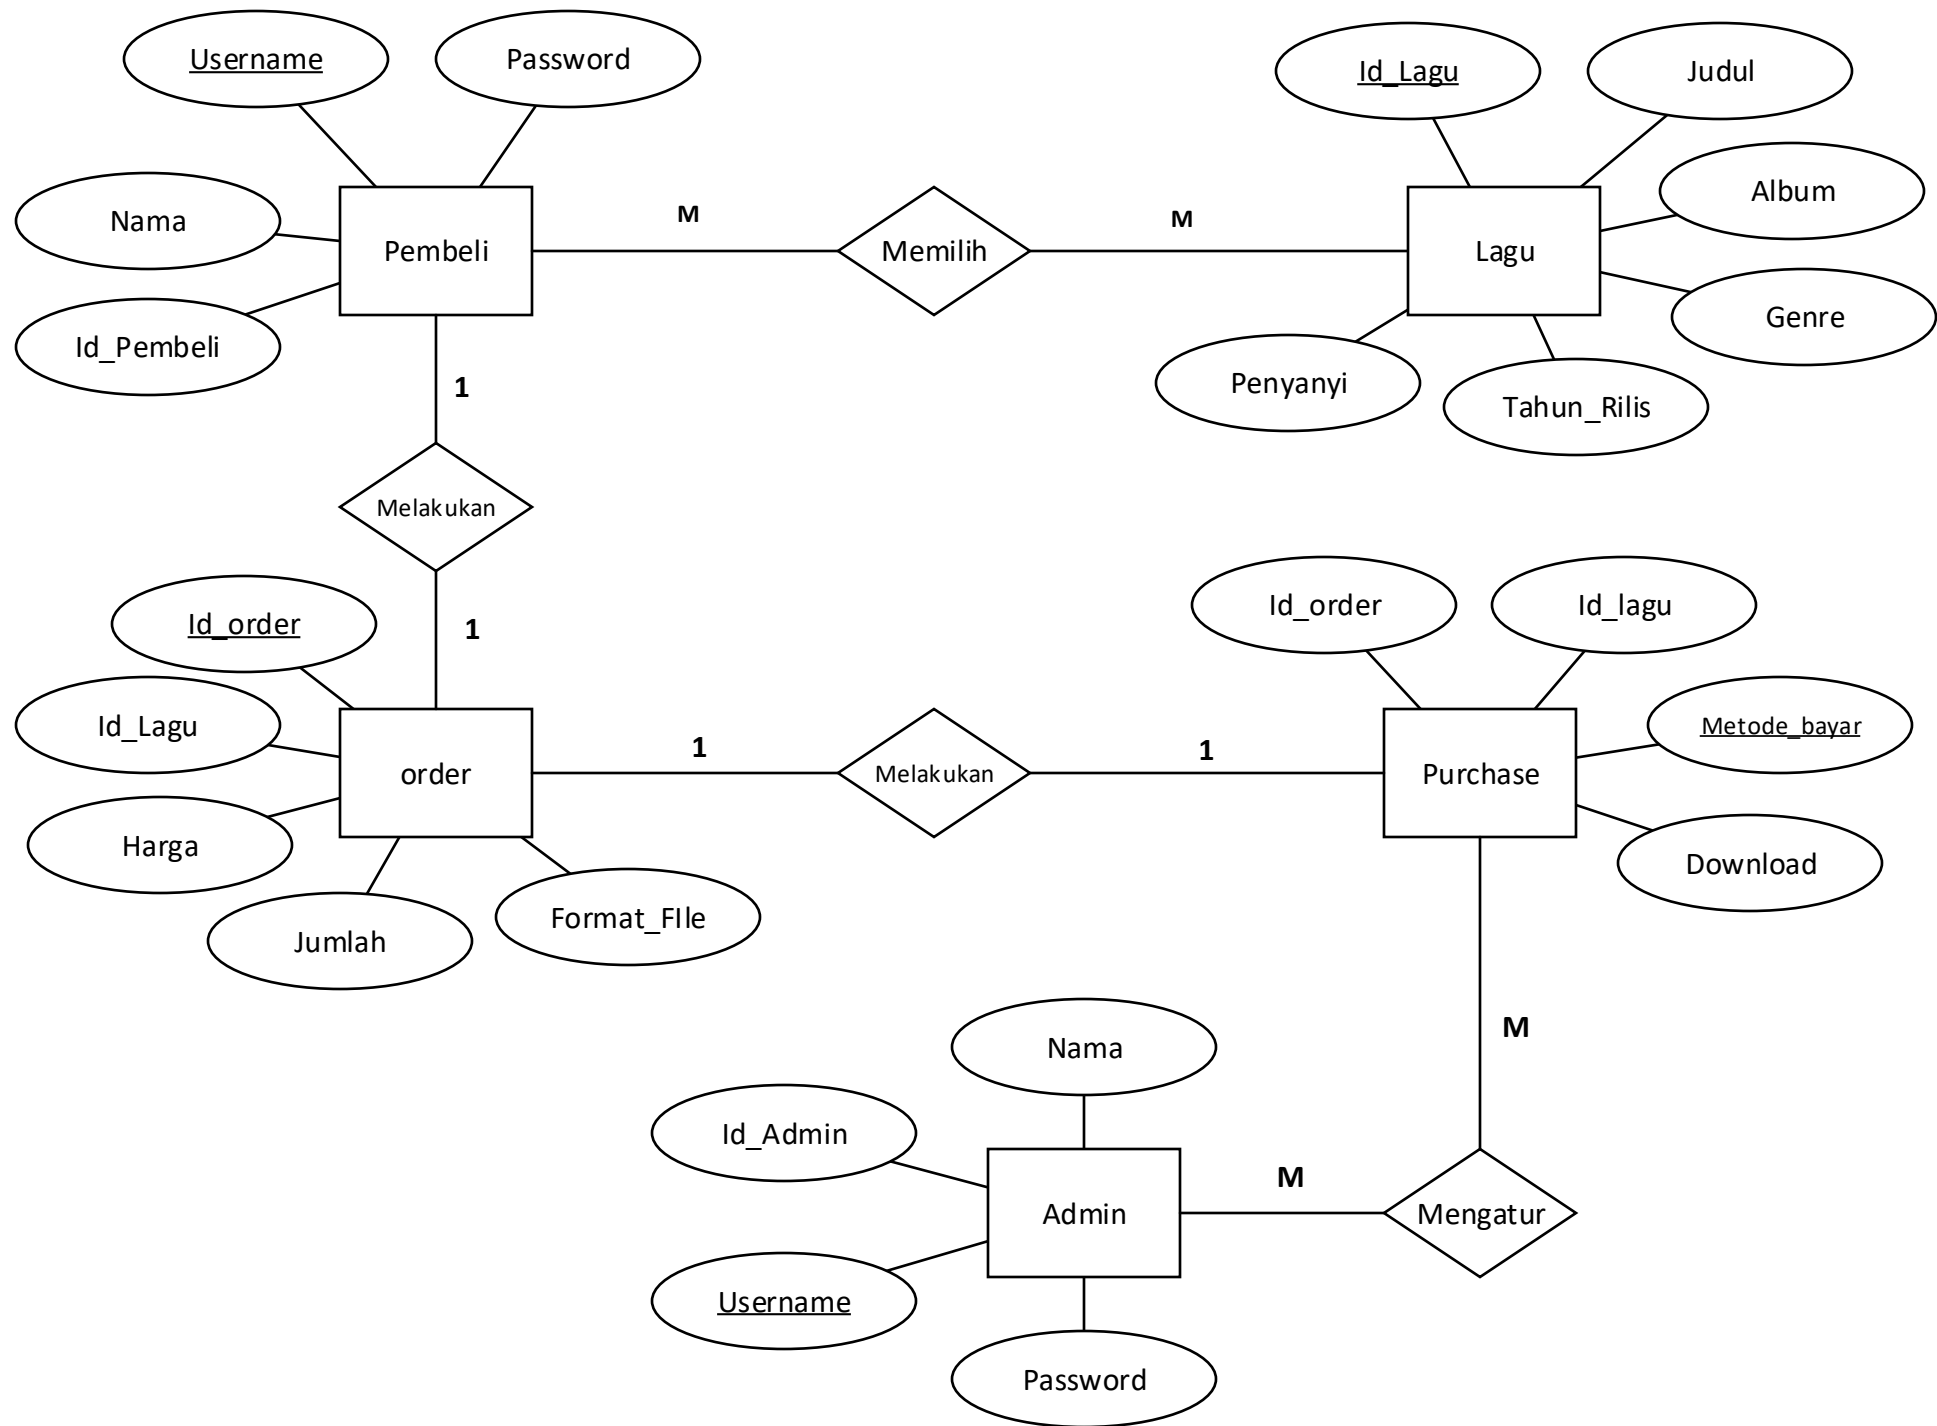 Username
Password
Id_Lagu
Judul
Nama
M
M
Album
Pembeli
Memilih
Lagu
Id_Pembeli
Genre
1
Penyanyi
Tahun_Rilis
Melakukan
Id_order
1
Id_order
Id_lagu
Id_Lagu
1
1
Metode_bayar
order
Melakukan
Purchase
Harga
Download
Jumlah
Format_FIle
M
Nama
Id_Admin
M
Admin
Mengatur
Username
Password